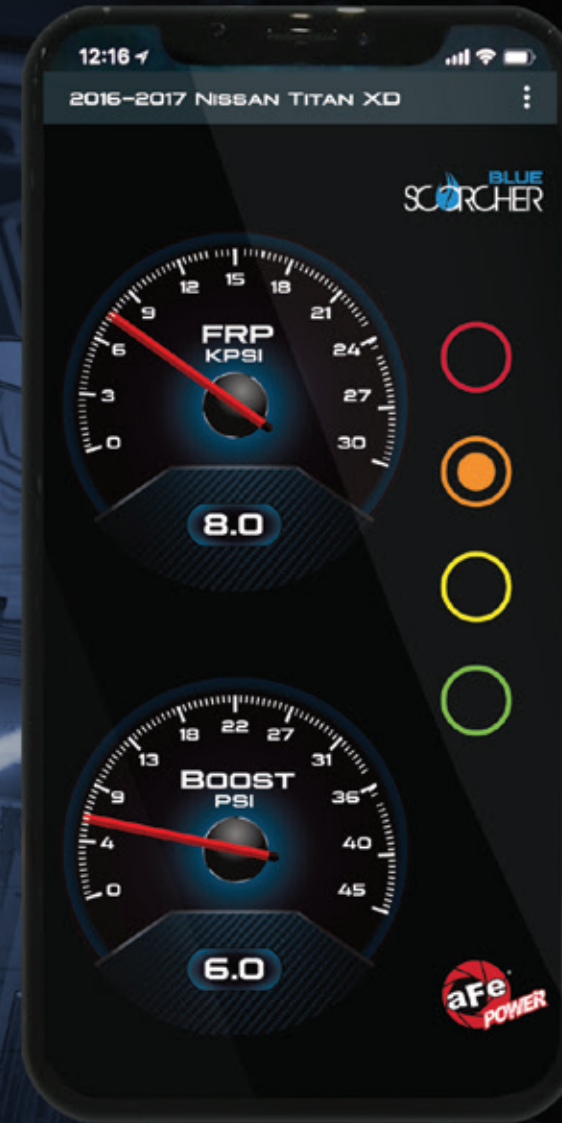 12:16
2016-2017 Nissan Titan XD
BLUE
SCORCHER
0
3
6
9
12
15
18
21
24
27
30
FRP
KPSI
8.0
0
4
9
13
18
22
27
31
36
40
45
Boost
PSI
6.0
aFe
POWER